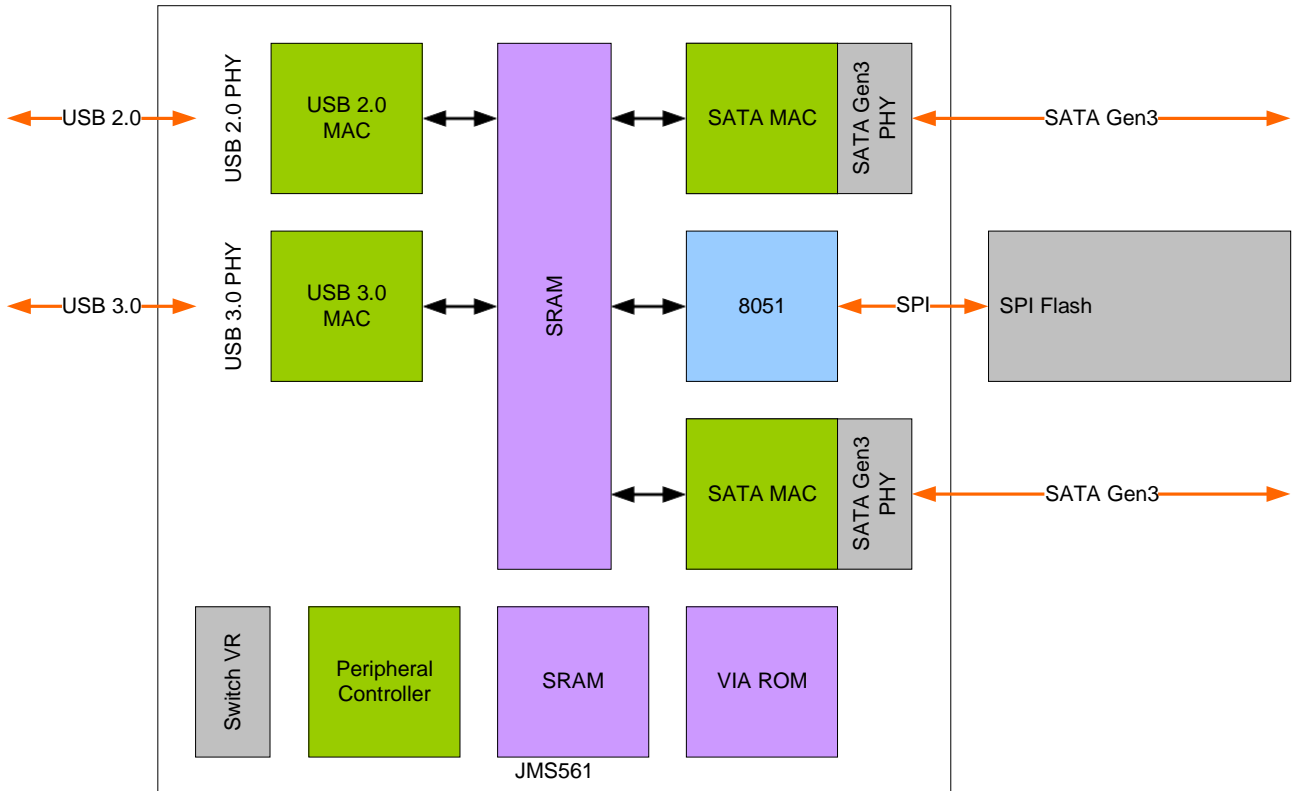 USB 2.0
USB 2.0 PHY
USB 2.0
MAC
SATA MAC
SATA Gen3
PHY
SATA Gen3
USB 3.0
USB 3.0 PHY
USB 3.0
MAC
SRAM
8051
SPI
SPI Flash
SATA MAC
SATA Gen3
PHY
SATA Gen3
Switch VR
Peripheral
Controller
SRAM
VIA ROM
JMS561